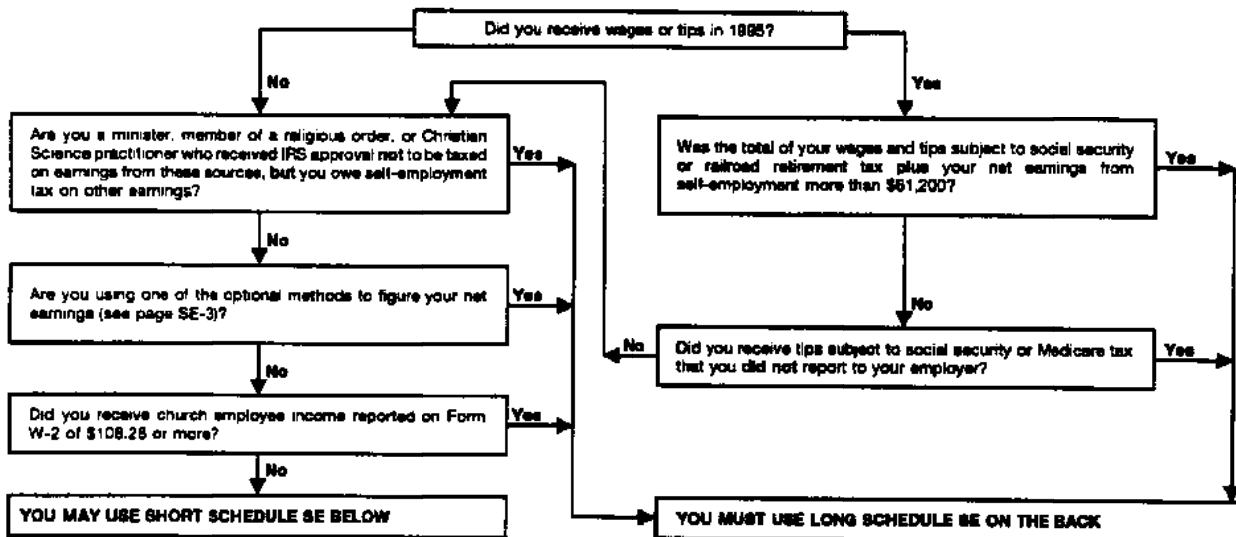 Did you receive wages or tips in 1995?
No
Yes
Are you a minister, member of a religious order, or Christian
Science practitioner who received IRS approval not to be taxed
on earnings from these sources, but you owe self-employment
tax on other earnings?
Yes
Was the total of your wages and tips subject to social security
or railroad retirement tax plus your net earnings from
self-employment more than $61,200?
Yes
No
Are you using one of the optional methods to figure your net
earnings (see page SE-3)?
Yes
No
No
Did you receive tips subject to social security or Medicare tax
that you did not report to your employer?
Yes
No
Did you receive church employee income reported on Form
W-2 of $108.28 or more?
Yes
No
YOU MAY USE SHORT SCHEDULE SE BELOW
YOU MUST USE LONG SCHEDULE SE ON THE BACK